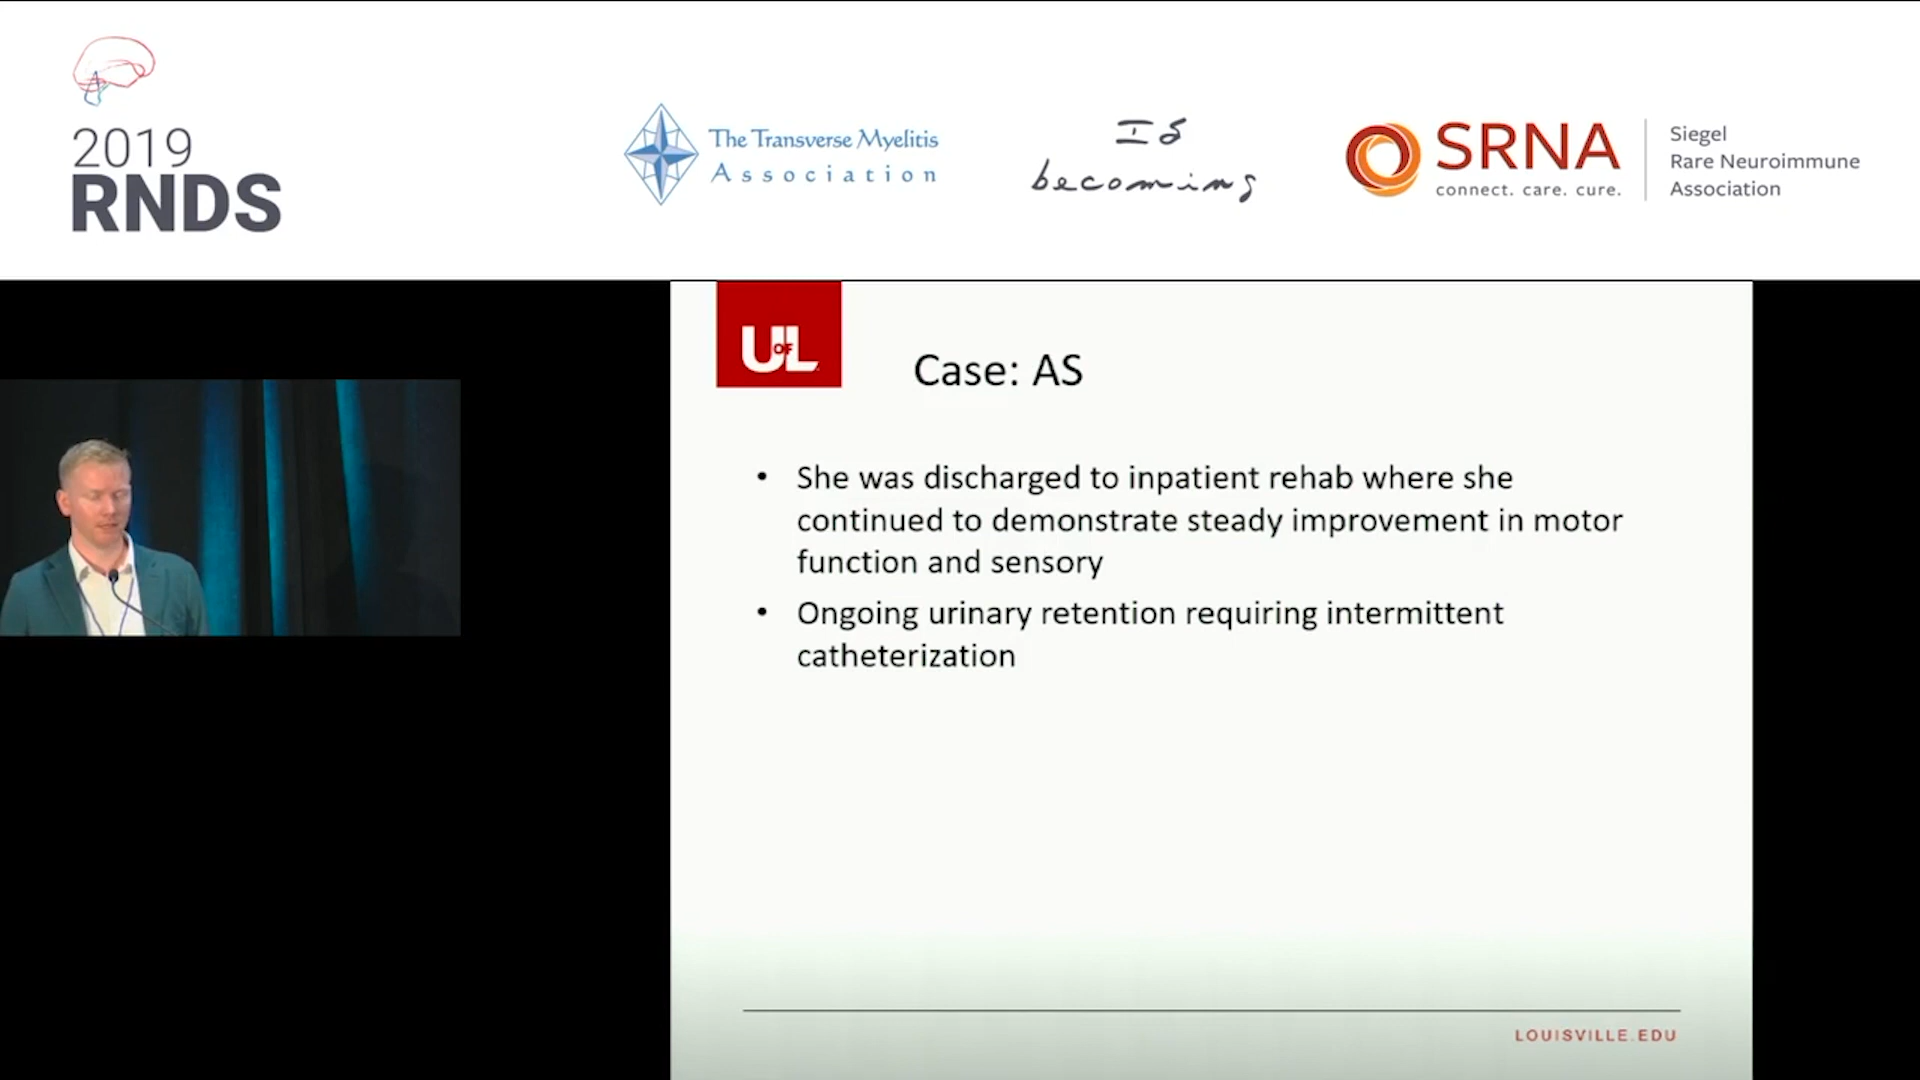 2019
RNDS
The Transverse Myelitis
Association
IS
becoming
SRNA
connect. care. cure.
Siegel
Rare Neuroimmune
Association
UOFL
Case: AS
• She was discharged to inpatient rehab where she
continued to demonstrate steady improvement in motor
function and sensory
• Ongoing urinary retention requiring intermittent
catheterization
LOUISVILLE.EDU